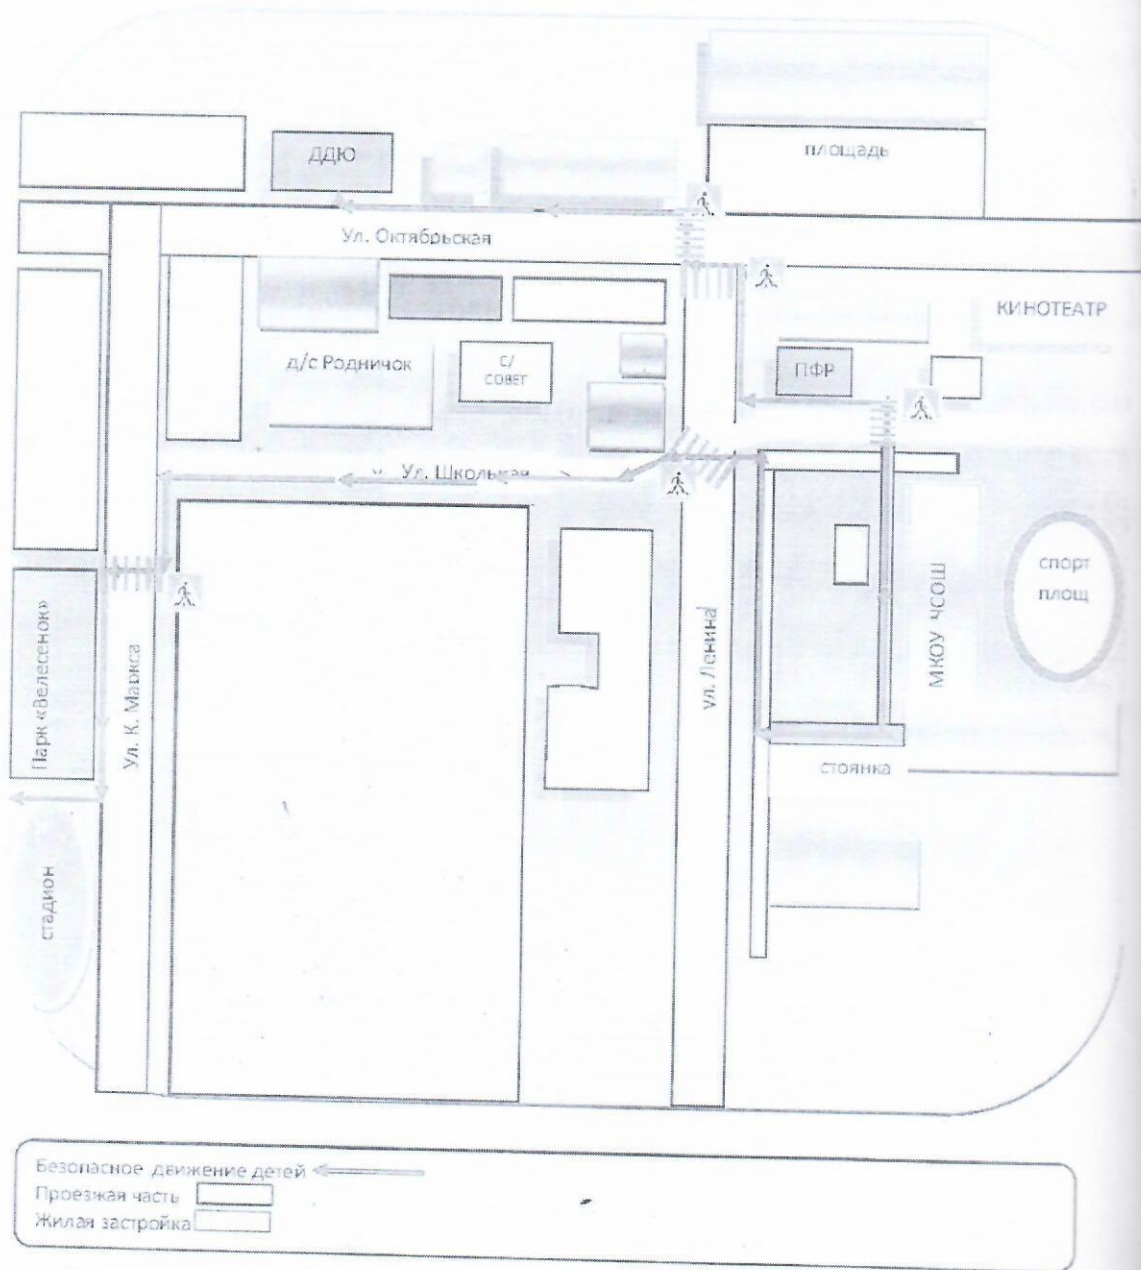 ДДЮ
площадь
Ул. Октябрьская
КИНОТЕАТР
д/с Родничок
С/
СОВЕТ
ПФР
Ул. Школьная
Парк «Велесенок»
Ул. К. Маркса
ул. Ленина
МКОУ ЧСОШ
спорт
площ
стоянка
стадион
Безопасное движение детей
Проезжая часть
Жилая застройка